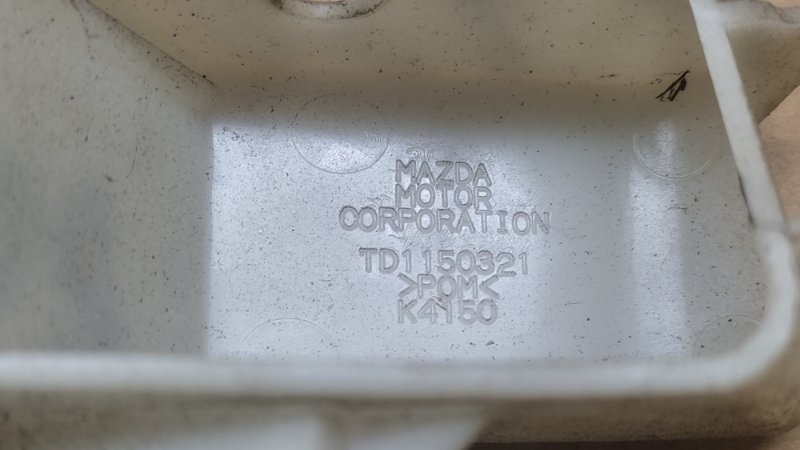 MAZDA
MOTOR
CORPORATION
TD1150321
>POM<
K4150